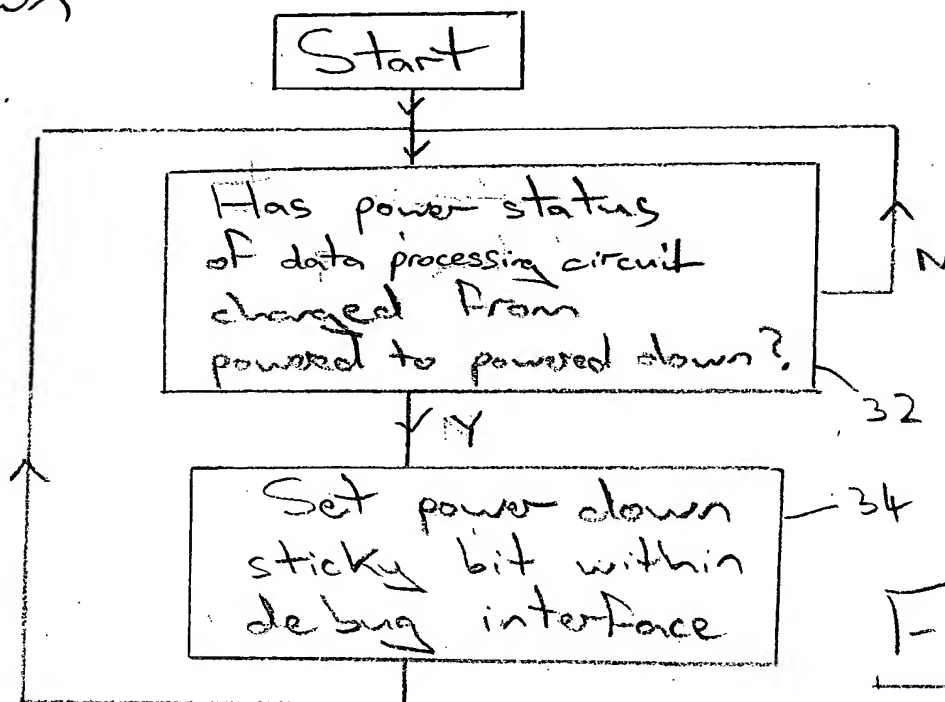 Start
Has power status
of data processing circuit
changed from
powered to powered down?
N
32
Y
Set power down
sticky bit within
debug interface
34